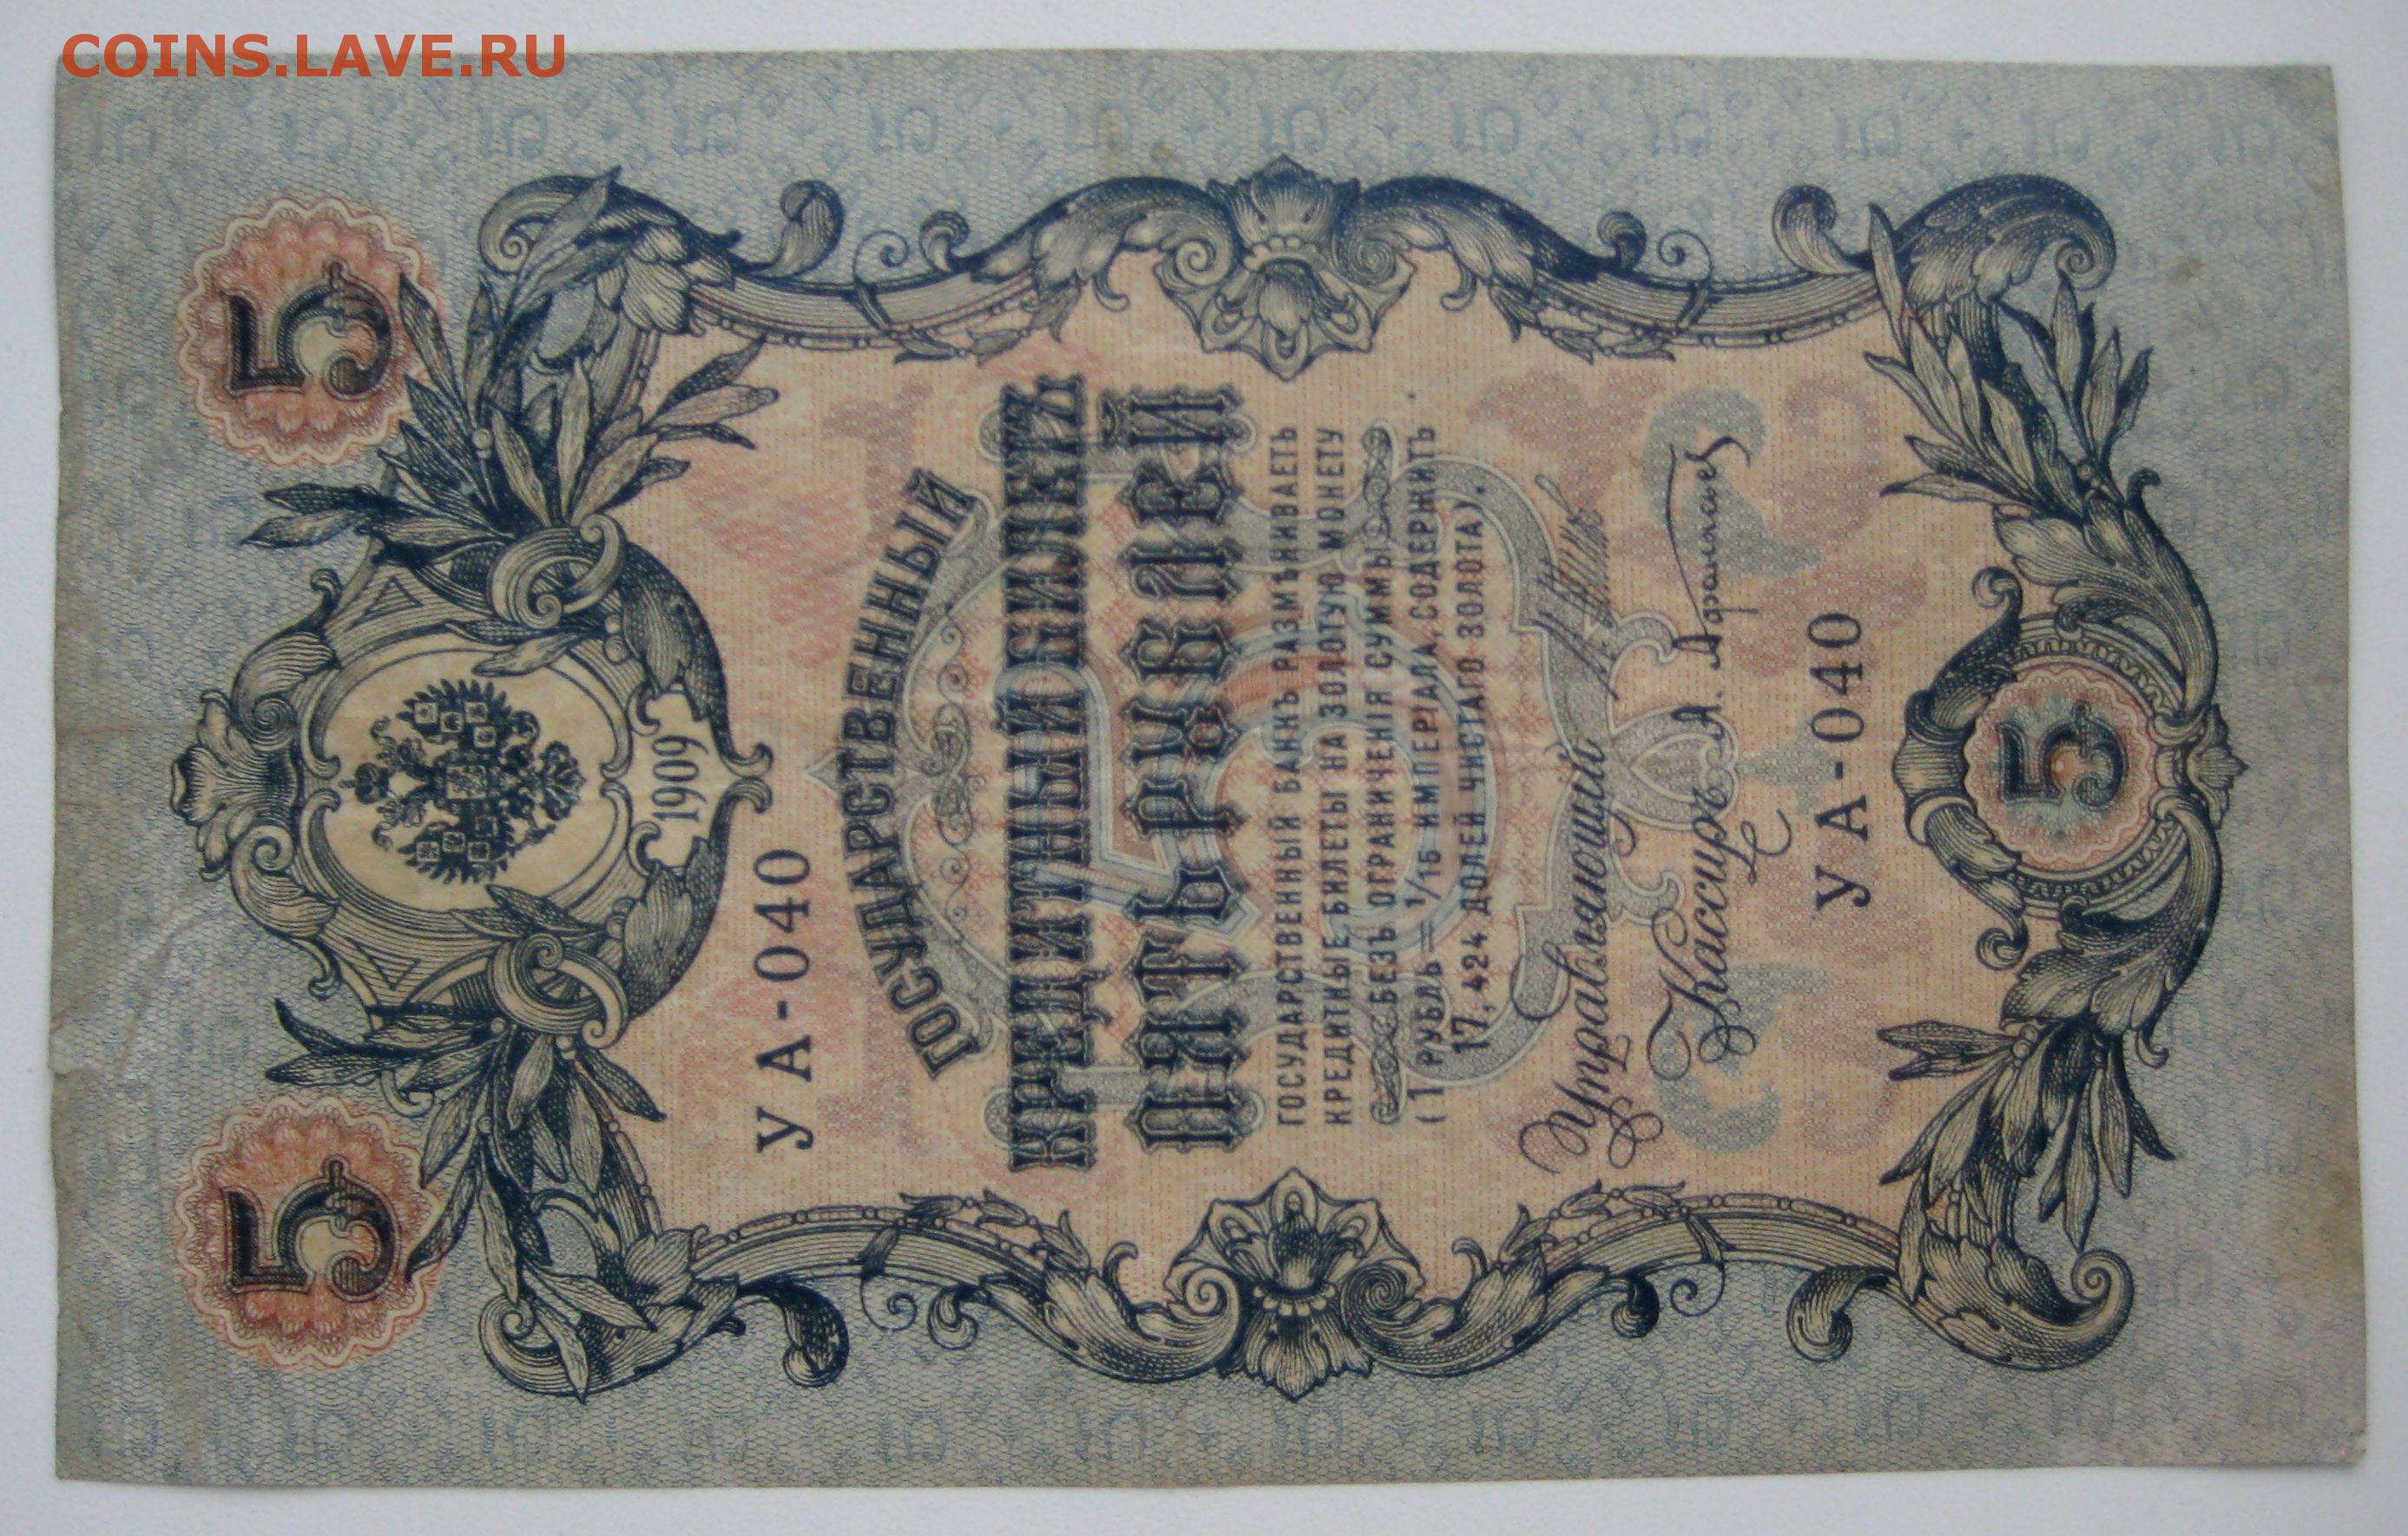 COINS.LAVE.RU
5 5
1909
УА-040
ГОСУДАРСТВЕННЫЙ
КРЕДИТНЫЙ БИЛЕТЪ
ПЯТЬ РУБЛЕЙ
ГОСУДАРСТВЕННЫЙ БАНКЪ РАЗМѢНИВАЕТЪ
КРЕДИТНЫЕ БИЛЕТЫ НА ЗОЛОТУЮ МОНЕТУ
БЕЗЪ ОГРАНИЧЕНІЯ СУММЫ
(1 РУБЛЬ = 1/15 ИМПЕРІАЛА, СОДЕРЖИТЪ
17,424 ДОЛЕЙ ЧИСТАГО ЗОЛОТА).
Управляющий
Кассиръ
УА-040
5